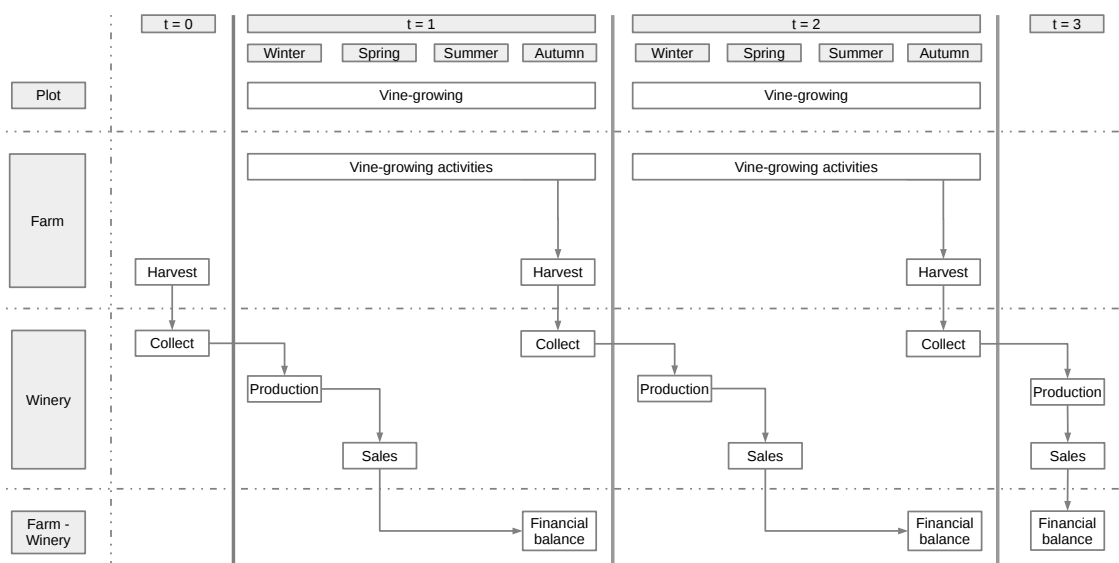 t = 0 t = 1 t = 2 t = 3
Winter Spring Summer Autumn Winter Spring Summer Autumn
Plot Vine-growing Vine-growing
Vine-growing activities Vine-growing activities
Farm
Harvest Harvest Harvest
Collect Collect Collect
Production Production Production
Winery
Sales Sales Sales
Farm - Financial Financial Financial
Winery balance balance balance